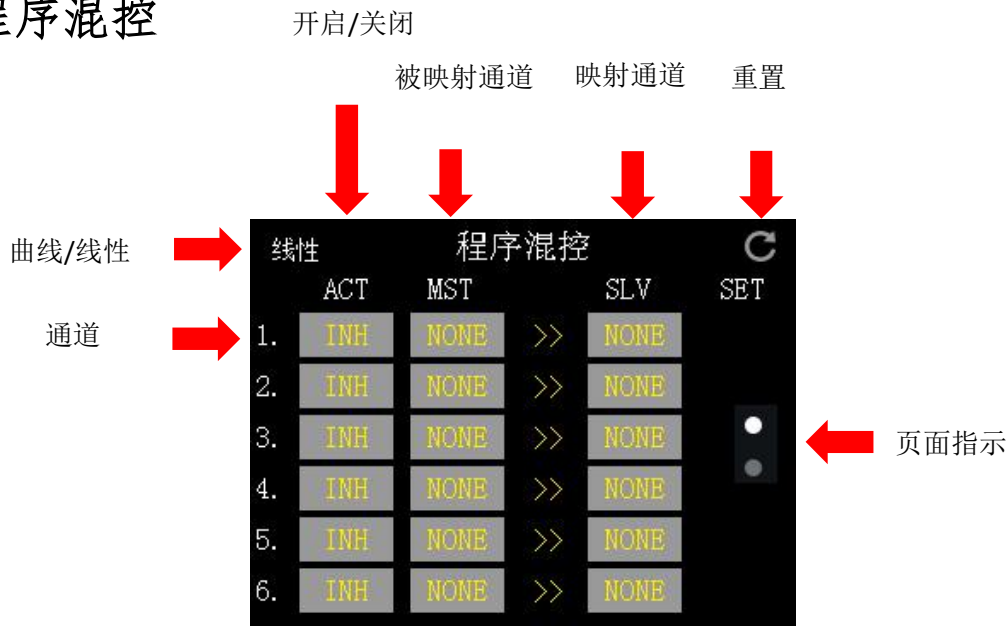 程序混控
开启/关闭
被映射通道 映射通道 重置
曲线/线性
线性 程序混控
ACT MST SLV SET
通道
1. INH NONE >> NONE
2. INH NONE >> NONE
3. INH NONE >> NONE
页面指示
4. INH NONE >> NONE
5. INH NONE >> NONE
6. INH NONE >> NONE